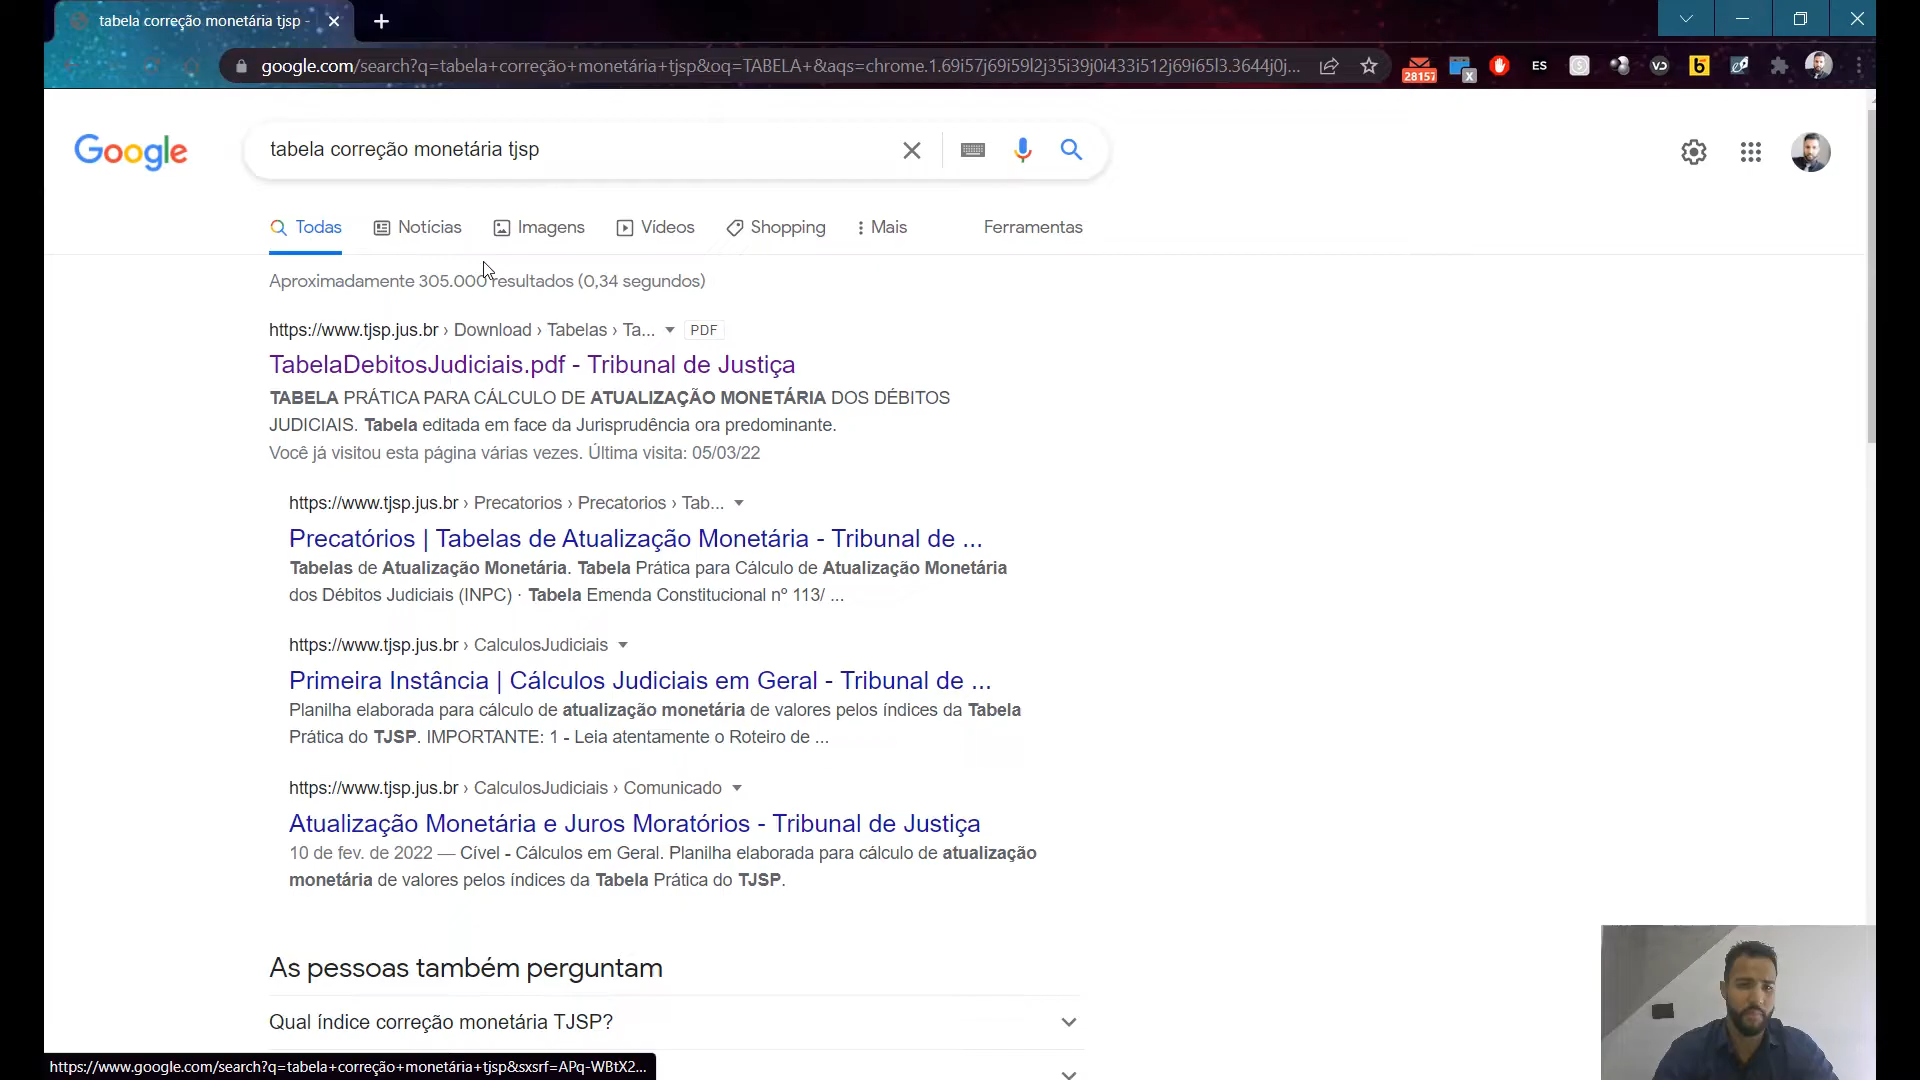 tabela correção monetária tjsp -
google.com/search?q=tabela+correção+monetária+tjsp&oq=TABELA+&aqs=chrome.1.69i57j69i59l2j35i39j0i433i512j69i65l3.3644j0j...
28157
X
ES
VD
b
Google
tabela correção monetária tjsp
Todas
Notícias
Imagens
Vídeos
Shopping
Mais
Ferramentas
Aproximadamente 305.000 resultados (0,34 segundos)
https://www.tjsp.jus.br › Download › Tabelas › Ta... PDF
TabelaDebitosJudiciais.pdf - Tribunal de Justiça
TABELA PRÁTICA PARA CÁLCULO DE ATUALIZAÇÃO MONETÁRIA DOS DÉBITOS
JUDICIAIS. Tabela editada em face da Jurisprudência ora predominante.
Você já visitou esta página várias vezes. Última visita: 05/03/22
https://www.tjsp.jus.br › Precatorios › Precatorios › Tab...
Precatórios | Tabelas de Atualização Monetária - Tribunal de ...
Tabelas de Atualização Monetária. Tabela Prática para Cálculo de Atualização Monetária
dos Débitos Judiciais (INPC) · Tabela Emenda Constitucional nº 113/ ...
https://www.tjsp.jus.br › CalculosJudiciais
Primeira Instância | Cálculos Judiciais em Geral - Tribunal de ...
Planilha elaborada para cálculo de atualização monetária de valores pelos índices da Tabela
Prática do TJSP. IMPORTANTE: 1 - Leia atentamente o Roteiro de ...
https://www.tjsp.jus.br › CalculosJudiciais › Comunicado
Atualização Monetária e Juros Moratórios - Tribunal de Justiça
10 de fev. de 2022 — Cível - Cálculos em Geral. Planilha elaborada para cálculo de atualização
monetária de valores pelos índices da Tabela Prática do TJSP.
As pessoas também perguntam
Qual índice correção monetária TJSP?
https://www.google.com/search?q=tabela+correção+monetária+tjsp&sxsrf=APq-WBtX2...